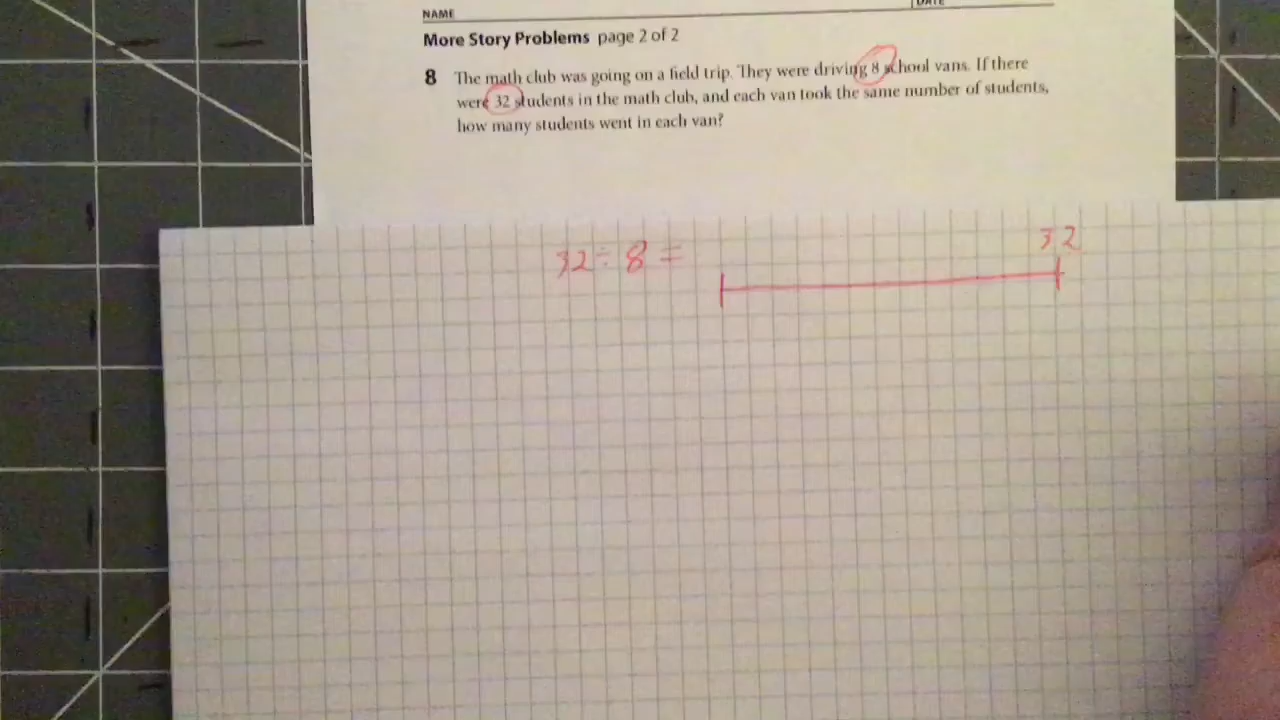 NAME DATE
More Story Problems page 2 of 2
8 The math club was going on a field trip. They were driving 8 school vans. If there
were 32 students in the math club, and each van took the same number of students,
how many students went in each van?
32 ÷ 8 =
32